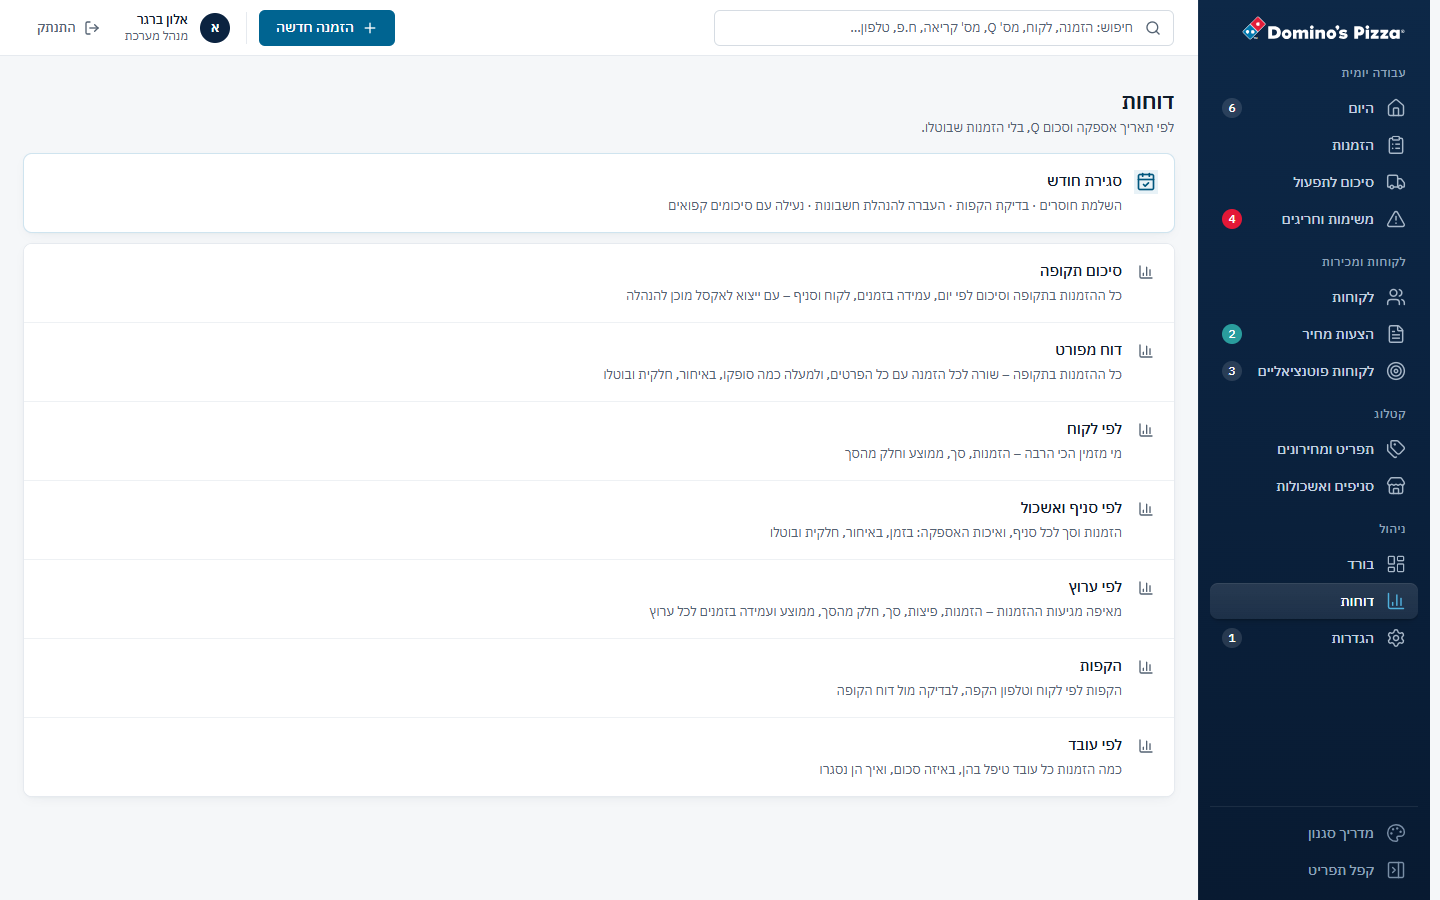 Domino's Pizza
עבודה יומית
היום 6
הזמנות
סיכום לתפעול
משימות וחריגים 4
לקוחות ומכירות
לקוחות
הצעות מחיר 2
לקוחות פוטנציאליים 3
קטלוג
תפריט ומחירונים
סניפים ואשכולות
ניהול
בורד
דוחות
הגדרות 1
מדריך סגנון
קפל תפריט
חיפוש: הזמנה, לקוח, מס' Q, מס' קריאה, ח.פ, טלפון...
הזמנה חדשה
א
אלון ברגר
מנהל מערכת
התנתק
דוחות
לפי תאריך אספקה וסכום Q, בלי הזמנות שבוטלו.
סגירת חודש
השלמת חוסרים · בדיקת הקפות · העברה להנהלת חשבונות · נעילה עם סיכומים קפואים
סיכום תקופה
כל ההזמנות בתקופה וסיכום לפי יום, עמידה בזמנים, לקוח וסניף – עם ייצוא לאקסל מוכן להנהלה
דוח מפורט
כל ההזמנות בתקופה – שורה לכל הזמנה עם כל הפרטים, ולמעלה כמה סופקו, באיחור, חלקית ובוטלו
לפי לקוח
מי מזמין הכי הרבה – הזמנות, סך, ממוצע וחלק מהסך
לפי סניף ואשכול
הזמנות וסך לכל סניף, ואיכות האספקה: בזמן, באיחור, חלקית ובוטלו
לפי ערוץ
מאיפה מגיעות ההזמנות – הזמנות, פיצות, סך, חלק מהסך, ממוצע ועמידה בזמנים לכל ערוץ
הקפות
הקפות לפי לקוח וטלפון הקפה, לבדיקה מול דוח הקופה
לפי עובד
כמה הזמנות כל עובד טיפל בהן, באיזה סכום, ואיך הן נסגרו